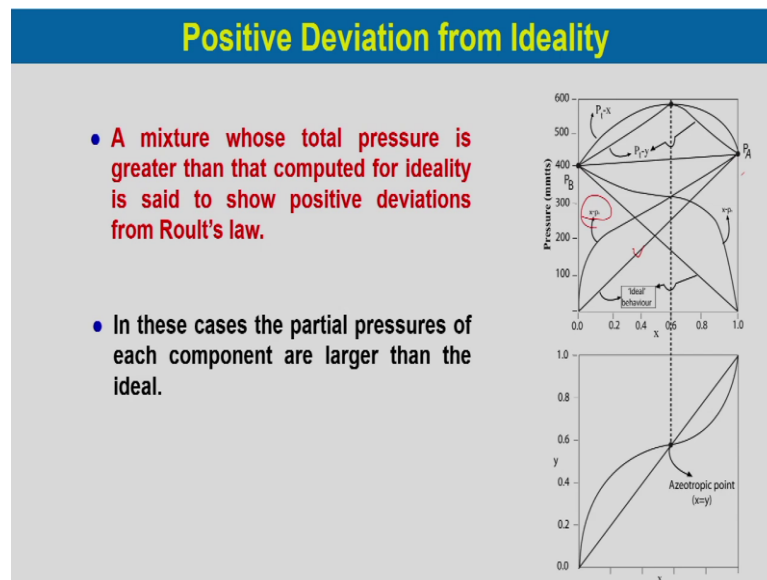 Positive Deviation from Ideality
• A mixture whose total pressure is
greater than that computed for ideality
is said to show positive deviations
from Roult's law.
• In these cases the partial pressures of
each component are larger than the
ideal.
Pressure (mmtts)
600
500
400
300
200
100
Pt-x
Pt-y
PA
PB
x-p.
x-p.
'Ideal'
behaviour
0.0 0.2 0.4 0.6 0.8 1.0
x
1.0
0.8
0.6
y
0.4
0.2
0.0
Azeotropic point
(x=y)
x